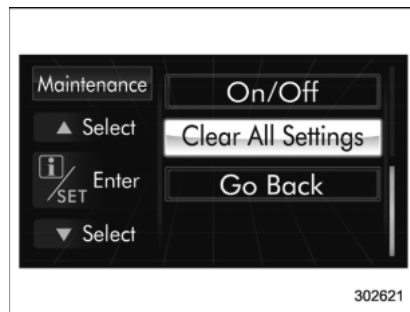 Maintenance
▲ Select
i/SET Enter
▼ Select
On/Off
Clear All Settings
Go Back
302621